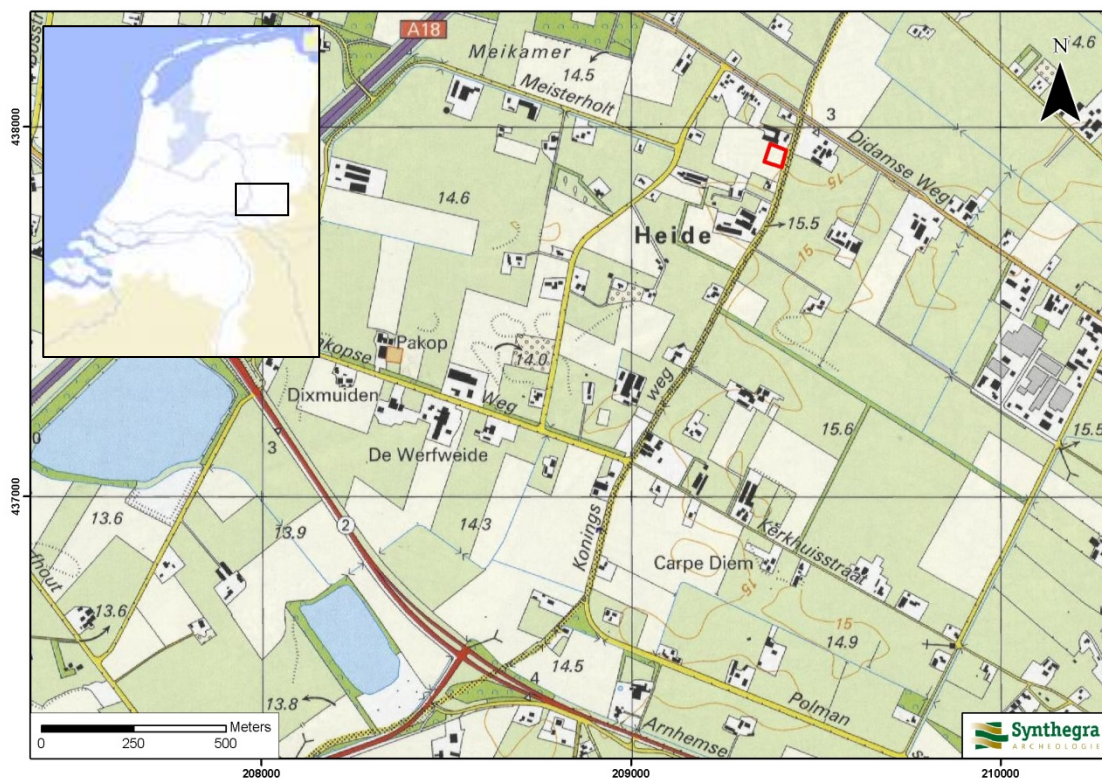 A18
Meikamer
14.5
Meisterholt
N
14.6
438000
3
Didamse Weg
15
14.6
Heide
15.5
15
Pakop
14.0
Weg
Dixmuiden
weg
15.6
De Werfweide
15.5
3
2
437000
13.6
13.9
14.3
Konings
Kerkhuisstraat
Carpe Diem
15
13.6
15
14.9
14.5
4
13.8
Polman
Arnhemse
Meters
0 250 500
Synthegra
ARCHEOLOGIE
208000 209000 210000